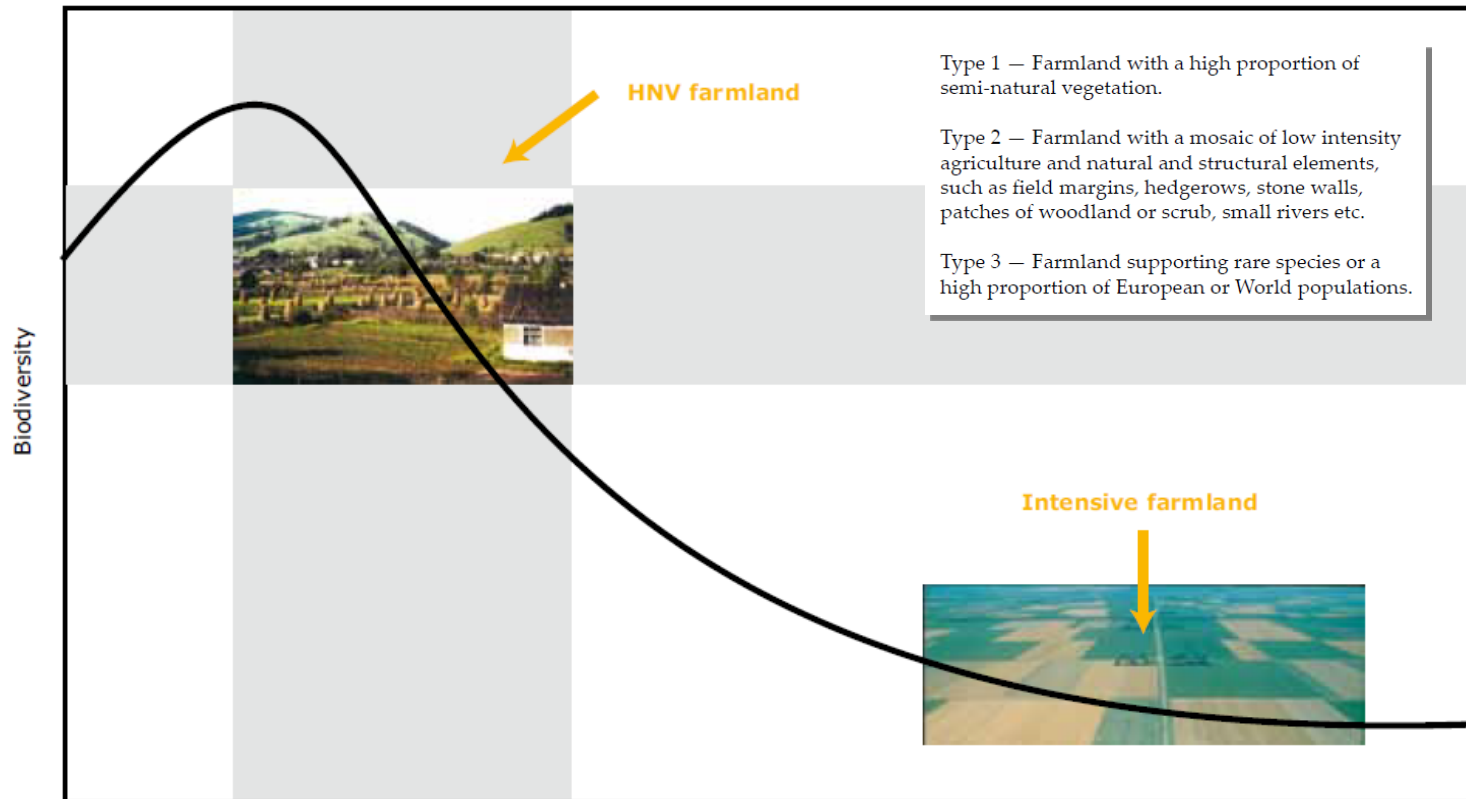 HNV farmland
Type 1 — Farmland with a high proportion of
semi-natural vegetation.
Type 2 — Farmland with a mosaic of low intensity
agriculture and natural and structural elements,
such as field margins, hedgerows, stone walls,
patches of woodland or scrub, small rivers etc.
Type 3 — Farmland supporting rare species or a
high proportion of European or World populations.
Biodiversity
Intensive farmland